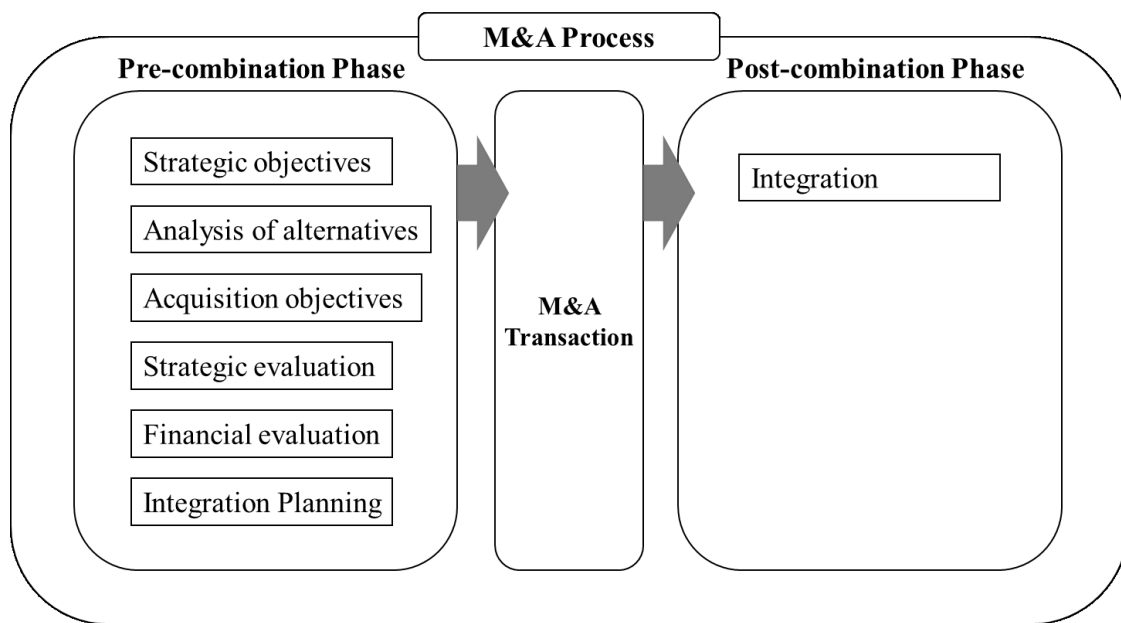 M&A Process
Pre-combination Phase
Strategic objectives
Analysis of alternatives
Acquisition objectives
Strategic evaluation
Financial evaluation
Integration Planning
M&A
Transaction
Post-combination Phase
Integration